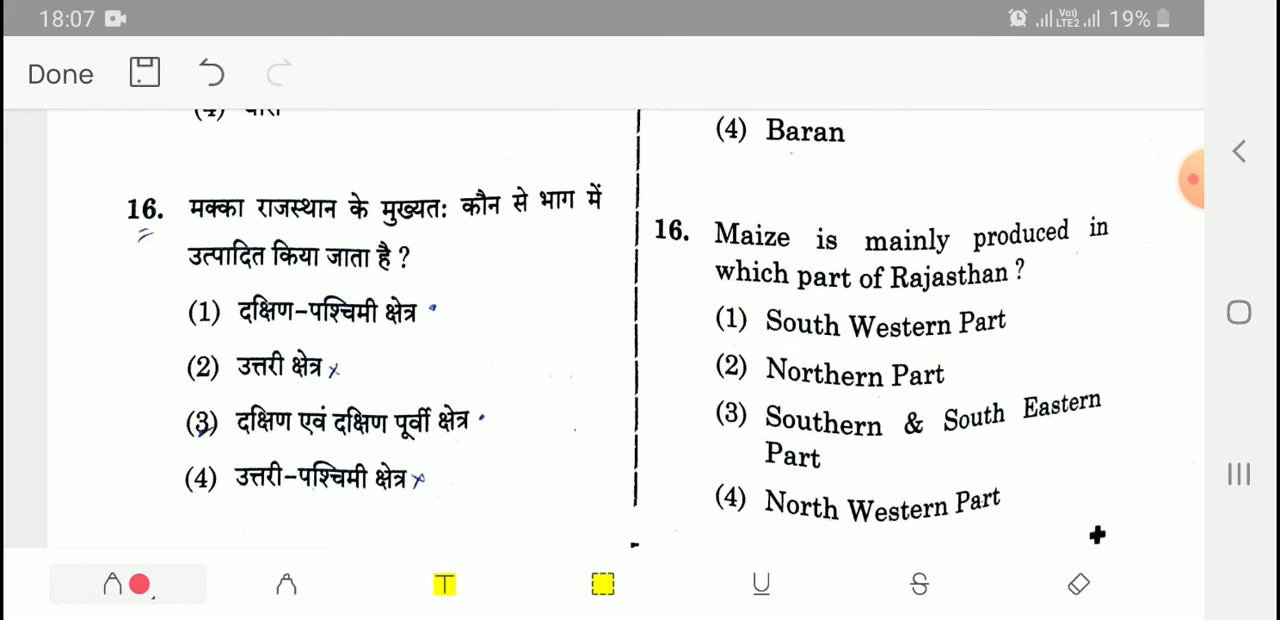 18:07
Vo))
LTE2
19%
Done
(4) Baran
16. मक्का राजस्थान के मुख्यतः कौन से भाग में
उत्पादित किया जाता है ?
(1) दक्षिण-पश्चिमी क्षेत्र
(2) उत्तरी क्षेत्र
(3) दक्षिण एवं दक्षिण पूर्वी क्षेत्र
(4) उत्तरी-पश्चिमी क्षेत्र
16. Maize is mainly produced in
which part of Rajasthan ?
(1) South Western Part
(2) Northern Part
(3) Southern & South Eastern
Part
(4) North Western Part
T
U
S